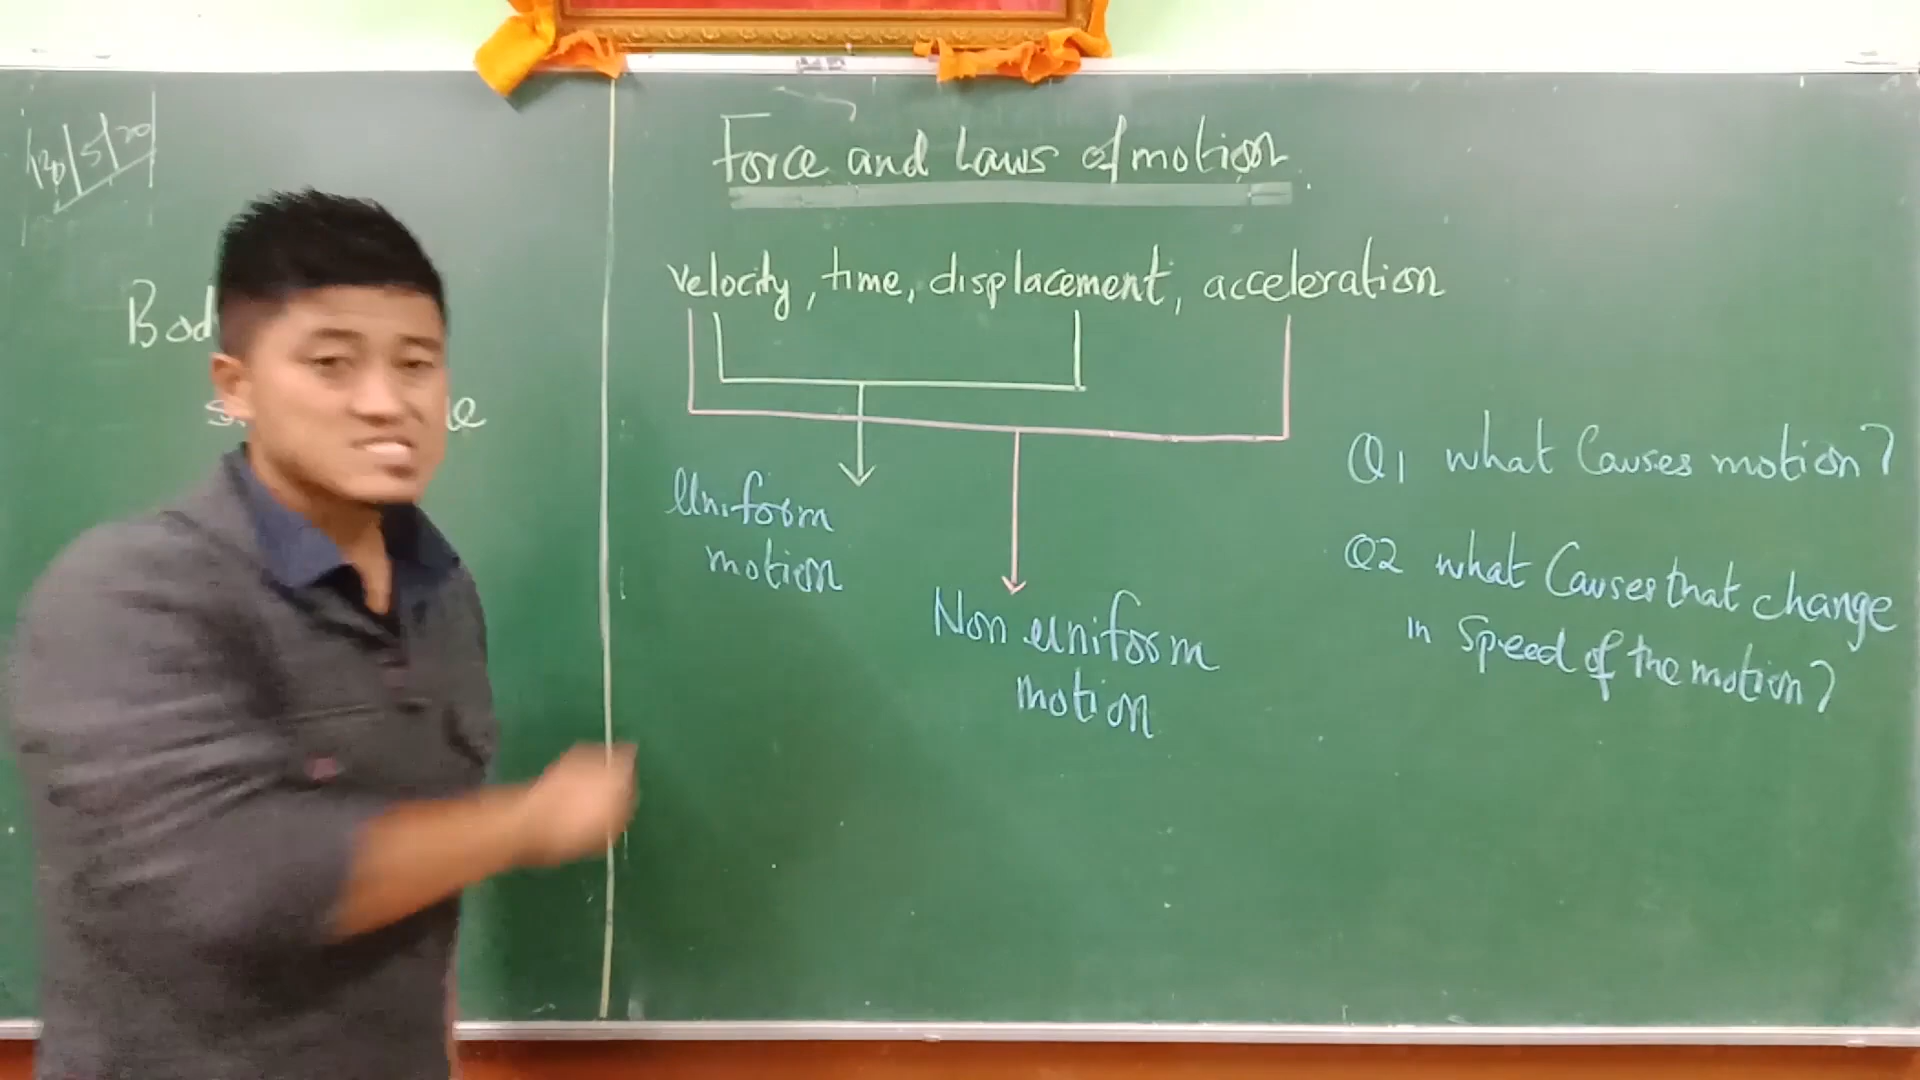 Force and Laws of motion
velocity, time, displacement, acceleration
Uniform
motion
Non uniform
motion
Q1 what Causes motion?
Q2 what Causes that change
in Speed of the motion?